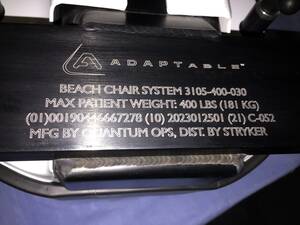 ADAPTABLE™
BEACH CHAIR SYSTEM 3105-400-030
MAX PATIENT WEIGHT: 400 LBS (181 KG)
(01)00190446667278 (10) 2023012501 (21) C-052
MFG BY QUANTUM OPS, DIST. BY STRYKER